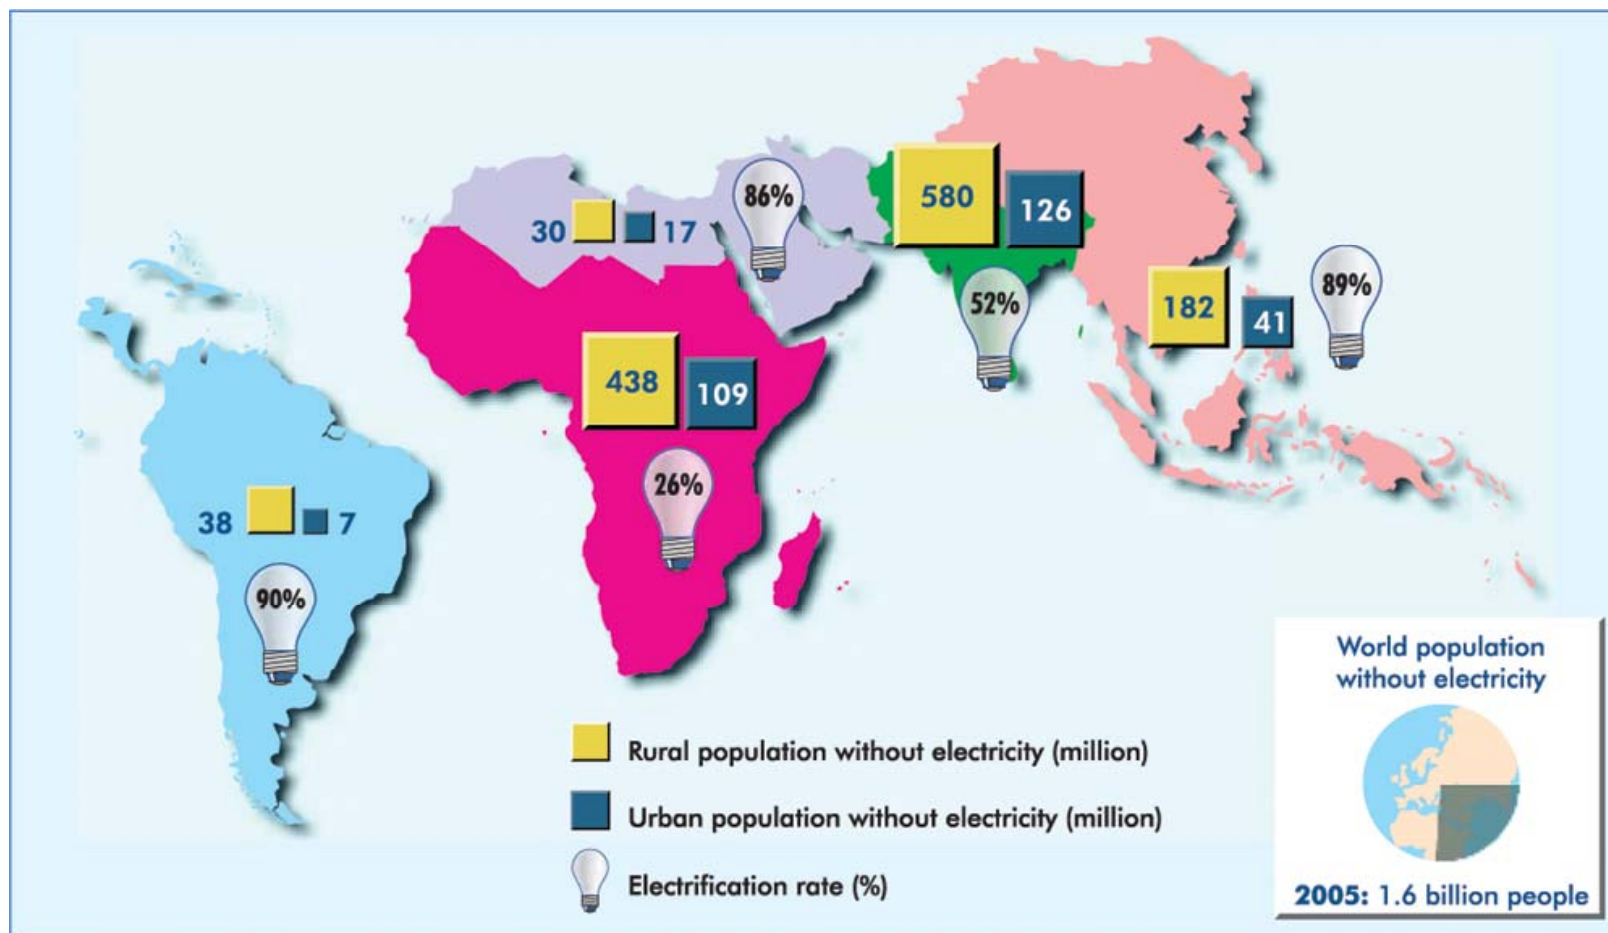 86%
580
126
30
17
52%
182
41
89%
438
109
26%
38
7
90%
World population
without electricity
2005: 1.6 billion people
Rural population without electricity (million)
Urban population without electricity (million)
Electrification rate (%)